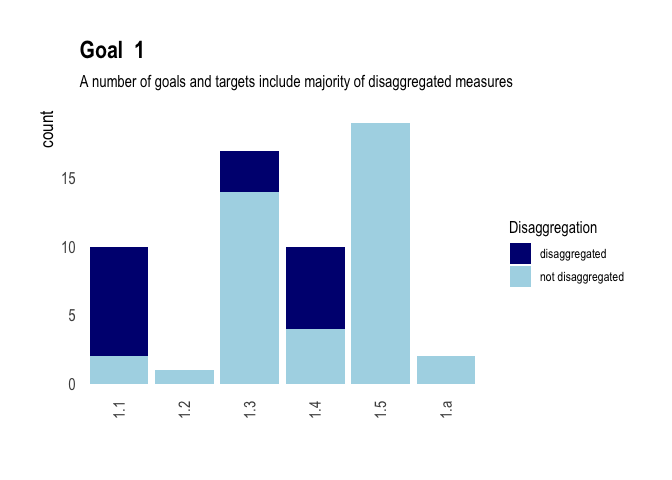 Goal 1
A number of goals and targets include majority of disaggregated measures
count
15
10
5
0
1.1
1.2
1.3
1.4
1.5
1.a
Disaggregation
disaggregated
not disaggregated